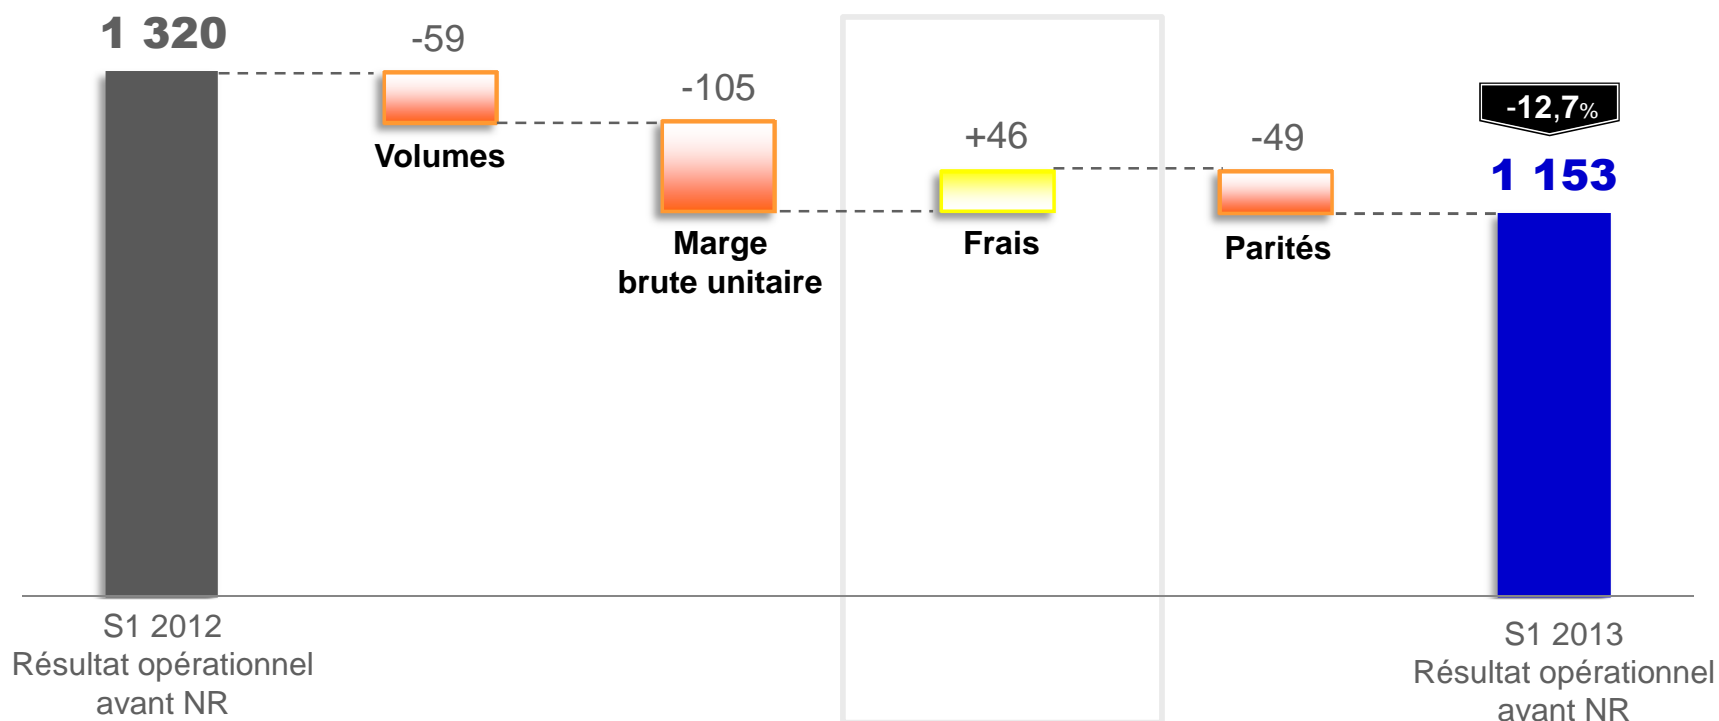 1 320
-59
Volumes
-105
Marge
brute unitaire
+46
Frais
-49
Parités
-12,7%
1 153
S1 2012
Résultat opérationnel
avant NR
S1 2013
Résultat opérationnel
avant NR